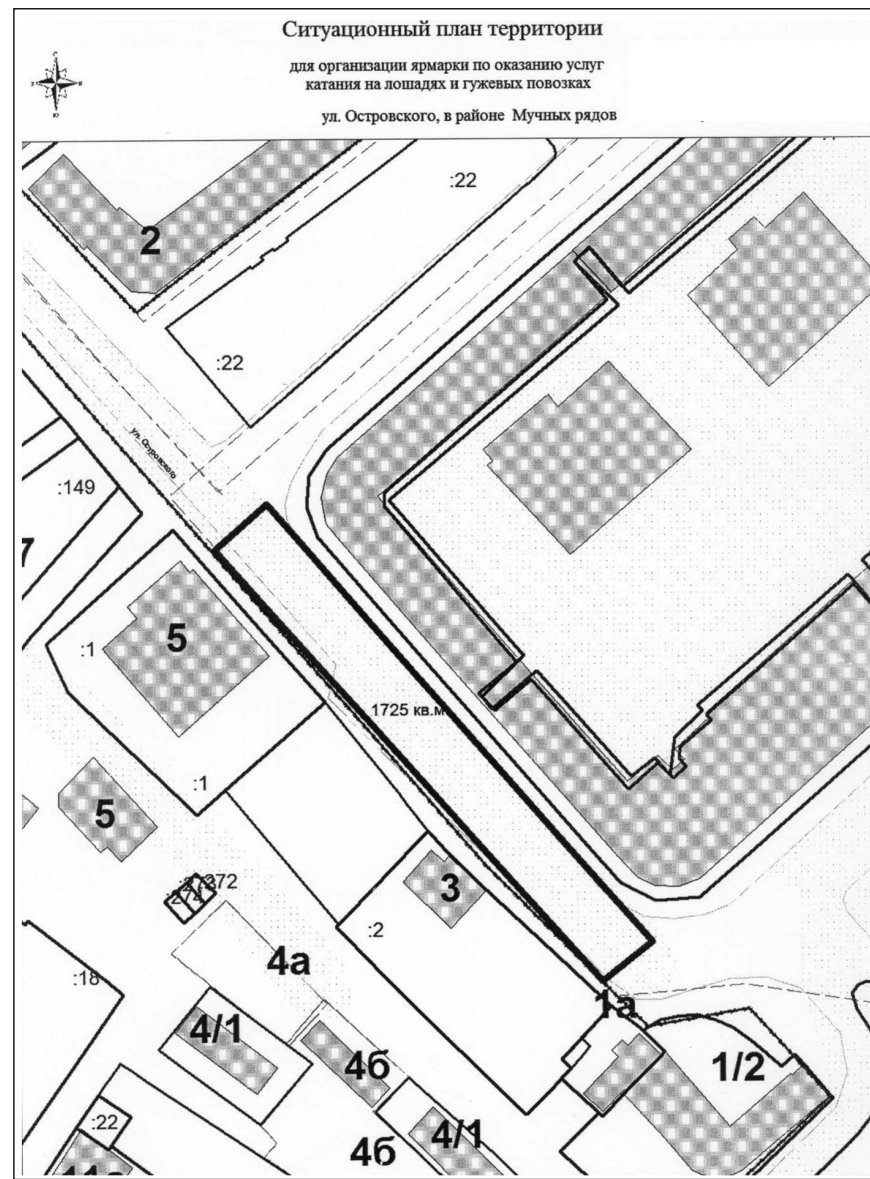 Ситуационный план территории
для организации ярмарки по оказанию услуг
катания на лошадях и гужевых повозках
ул. Островского, в районе Мучных рядов
С
В
Ю
:22
2
:22
ул. Островского
:149
7
5
:1
1725 кв.м
:1
5
3
:272
:2
4а
:18
1а
4/1
4б
1/2
:22
4/1
4б